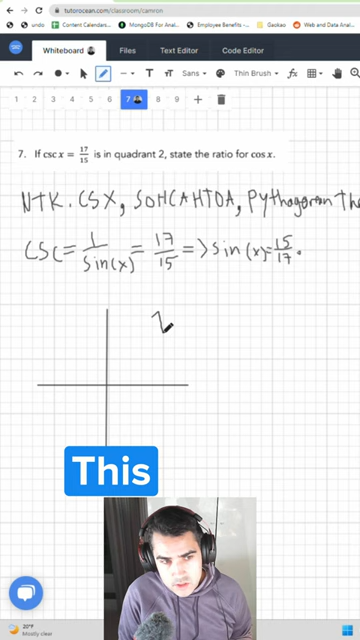 tutorocean.com/classroom/camron
undo
Content Calendars...
MongoDB For Anal...
Employee Benefits -...
Web and Data Anal...
Whiteboard
Files
Text Editor
Code Editor
T T Sans Thin Brush fx
1 2 3 4 5 6 7 8 9 +
7. If csc x = 17/15 is in quadrant 2, state the ratio for cos x.
NTK. CSX, SOHCAHTOA, Pythagorean The
CSC = 1/sin(x) = 17/15 => sin(x) = 15/17.
This
20°F
Mostly clear